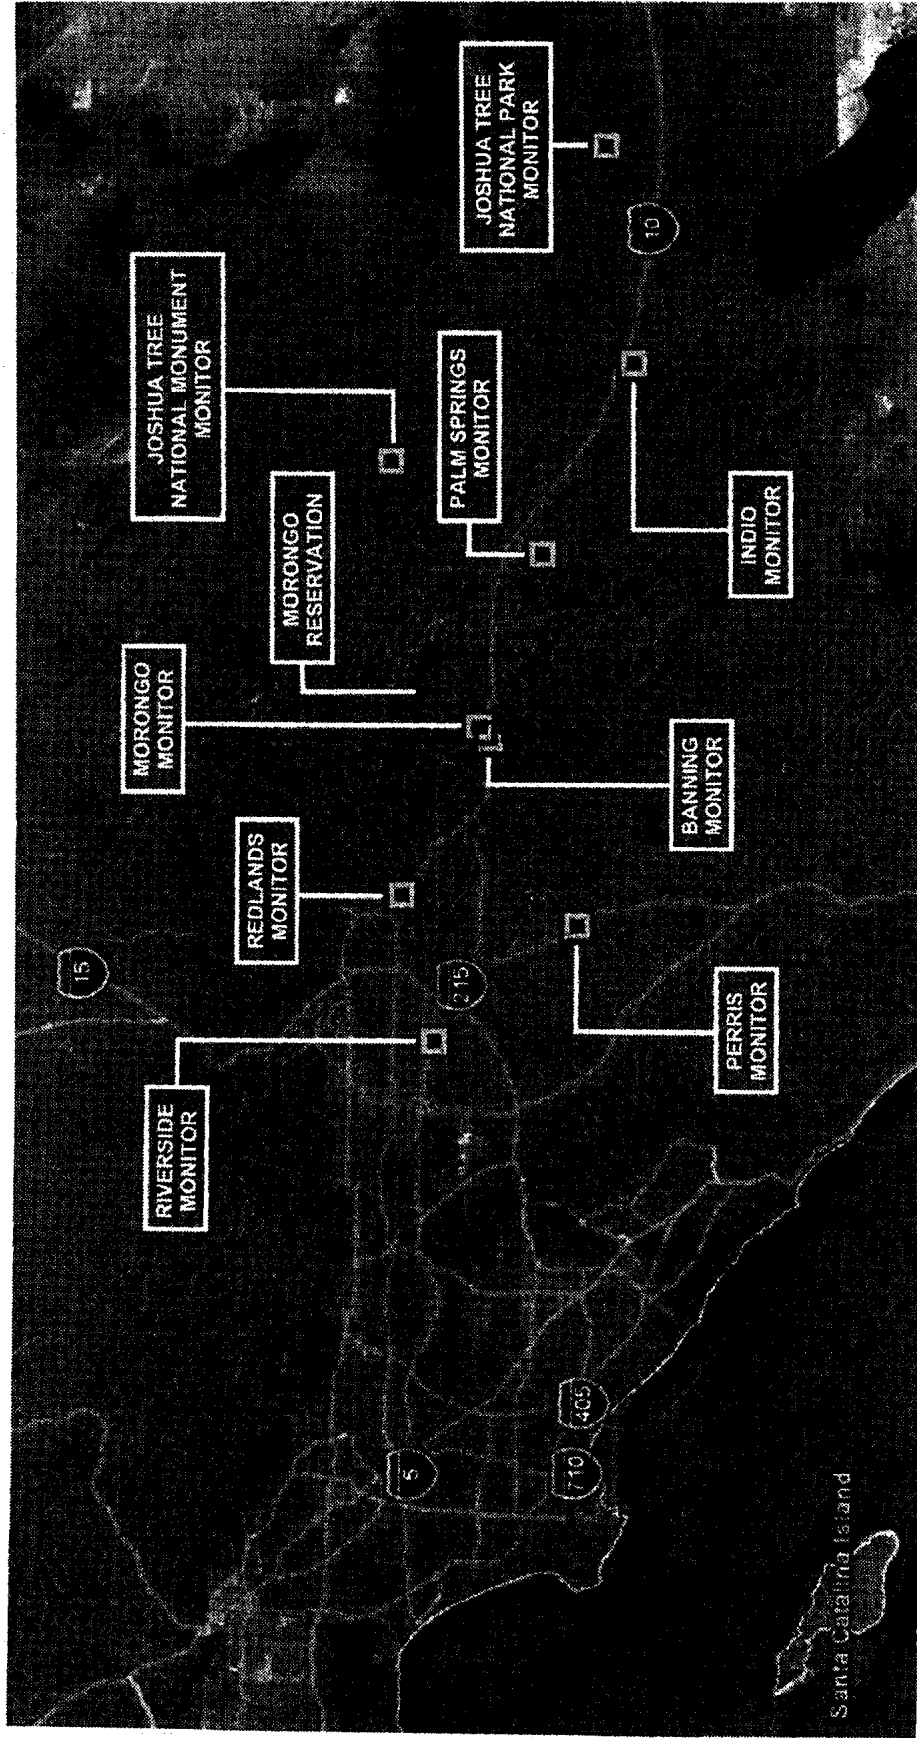 JOSHUA TREE
NATIONAL MONUMENT
MONITOR
JOSHUA TREE
NATIONAL PARK
MONITOR
MORONGO
RESERVATION
PALM SPRINGS
MONITOR
MORONGO
MONITOR
REDLANDS
MONITOR
RIVERSIDE
MONITOR
INDIO
MONITOR
BANNING
MONITOR
PERRIS
MONITOR
15
10
215
5
405
710
Santa Catalina Island